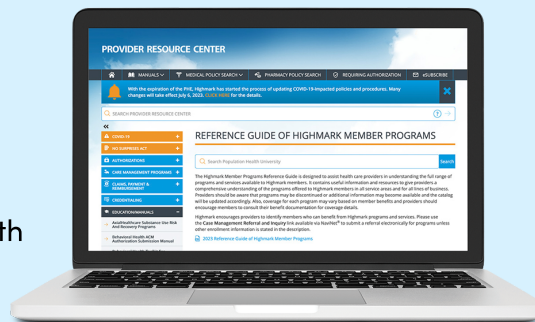 PROVIDER RESOURCE CENTER
MANUALS
MEDICAL POLICY SEARCH
PHARMACY POLICY SEARCH
REQUIRING AUTHORIZATION
eSUBSCRIBE
With the expiration of the PHE, Highmark has started the process of updating COVID-19-impacted policies and procedures. Many
changes will take effect July 6, 2023. CLICK HERE for the details.
SEARCH PROVIDER RESOURCE CENTER
COVID-19
NO SURPRISES ACT
AUTHORIZATIONS
CARE MANAGEMENT PROGRAMS
CLAIMS, PAYMENT &
REIMBURSEMENT
CREDENTIALING
EDUCATION/MANUALS
Axialhealthcare Substance Use Risk
And Recovery Programs
Behavioral Health ACM
Authorization Submission Manual
REFERENCE GUIDE OF HIGHMARK MEMBER PROGRAMS
Search Population Health University
Search
The Highmark Member Programs Reference Guide is designed to assist health care providers in understanding the full range of
programs and services available to Highmark members. It contains useful information and resources to give providers a
comprehensive understanding of the programs offered to Highmark members in all service areas and for all lines of business.
Providers should be aware that programs may be discontinued or additional information may become available and the catalog
will be updated accordingly. Also, coverage for each program may vary based on member benefits and providers should
encourage members to consult their benefit documentation for coverage details.
Highmark encourages providers to identify members who can benefit from Highmark programs and services. Please use
the Case Management Referral and Inquiry link available via NaviNet® to submit a referral electronically for programs unless
other enrollment information is stated in the description.
2023 Reference Guide of Highmark Member Programs
th